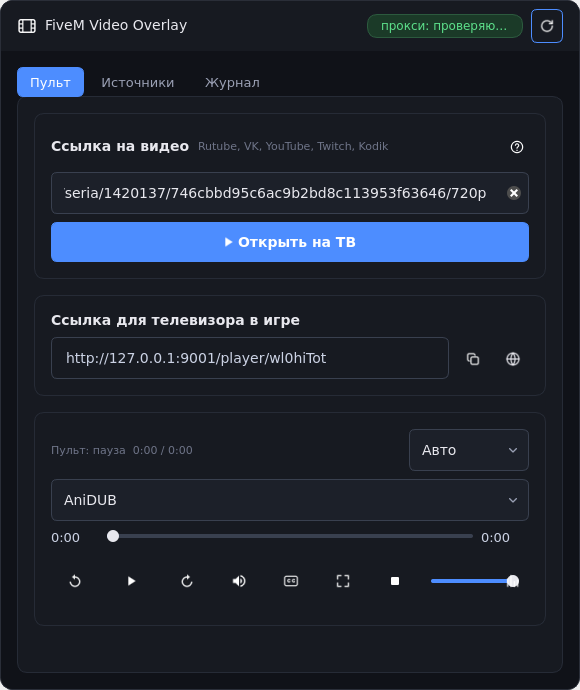 FiveM Video Overlay
прокси: проверяю...
Пульт Источники Журнал
Ссылка на видео Rutube, VK, YouTube, Twitch, Kodik
seria/1420137/746cbbd95c6ac9b2bd8c113953f63646/720p
Открыть на ТВ
Ссылка для телевизора в игре
http://127.0.0.1:9001/player/wl0hiTot
Пульт: пауза 0:00 / 0:00
Авто
AniDUB
0:00 0:00
CC